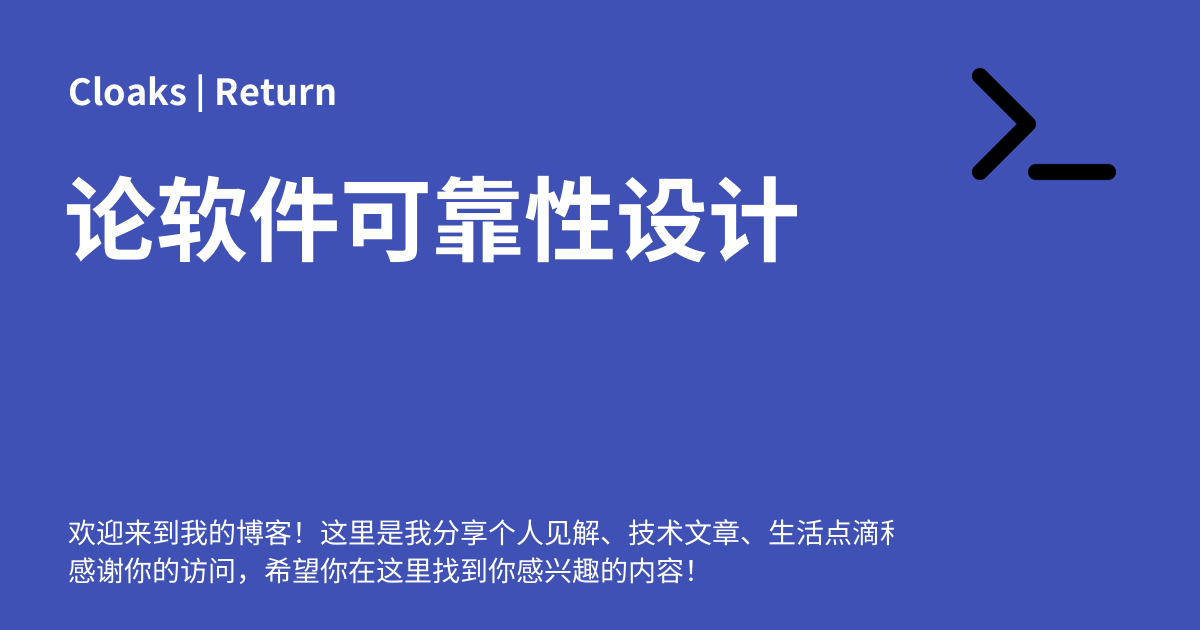 Cloaks | Return
论软件可靠性设计
欢迎来到我的博客！这里是我分享个人见解、技术文章、生活点滴
感谢你的访问，希望你在这里找到你感兴趣的内容！